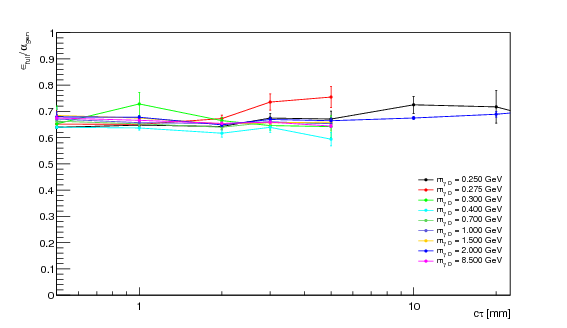 ε_full/α_gen
1
0.9
0.8
0.7
0.6
0.5
0.4
0.3
0.2
0.1
0
m_γD = 0.250 GeV
m_γD = 0.275 GeV
m_γD = 0.300 GeV
m_γD = 0.400 GeV
m_γD = 0.700 GeV
m_γD = 1.000 GeV
m_γD = 1.500 GeV
m_γD = 2.000 GeV
m_γD = 8.500 GeV
1 10
cτ [mm]